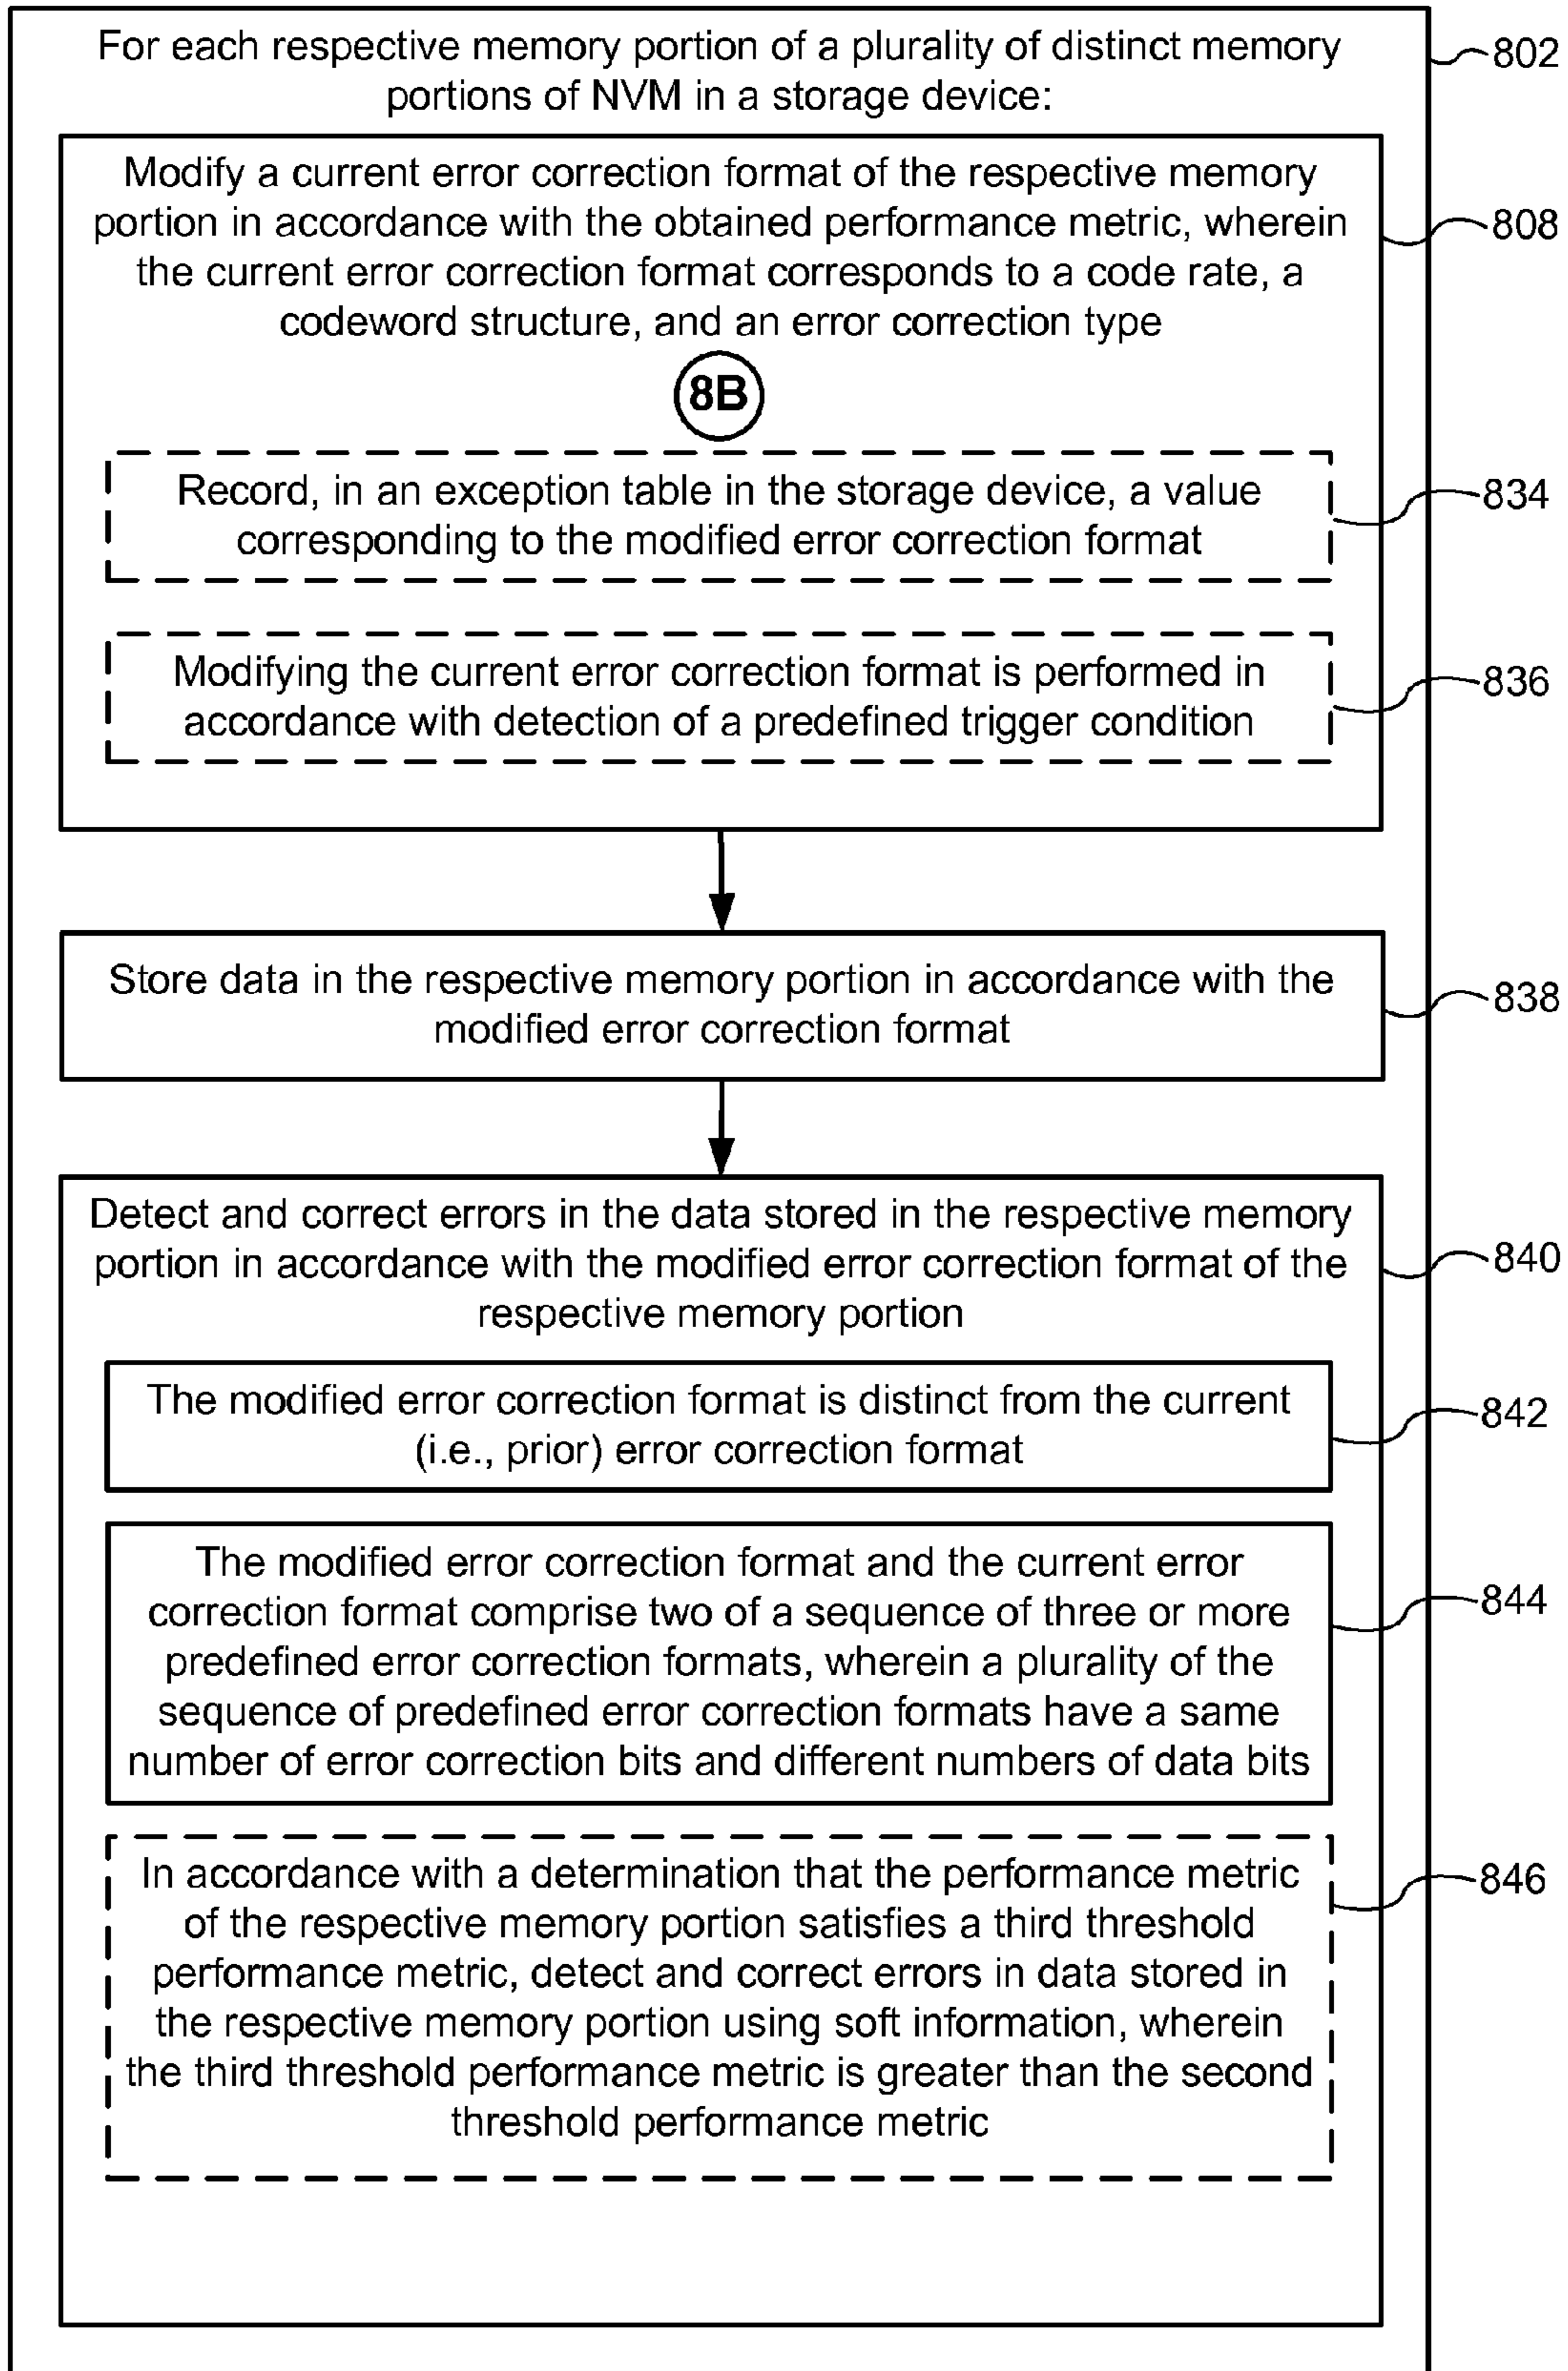 For each respective memory portion of a plurality of distinct memory
portions of NVM in a storage device:
802
Modify a current error correction format of the respective memory
portion in accordance with the obtained performance metric, wherein
the current error correction format corresponds to a code rate, a
codeword structure, and an error correction type
808
8B
Record, in an exception table in the storage device, a value
corresponding to the modified error correction format
834
Modifying the current error correction format is performed in
accordance with detection of a predefined trigger condition
836
Store data in the respective memory portion in accordance with the
modified error correction format
838
Detect and correct errors in the data stored in the respective memory
portion in accordance with the modified error correction format of the
respective memory portion
840
The modified error correction format is distinct from the current
(i.e., prior) error correction format
842
The modified error correction format and the current error
correction format comprise two of a sequence of three or more
predefined error correction formats, wherein a plurality of the
sequence of predefined error correction formats have a same
number of error correction bits and different numbers of data bits
844
In accordance with a determination that the performance metric
of the respective memory portion satisfies a third threshold
performance metric, detect and correct errors in data stored in
the respective memory portion using soft information, wherein
the third threshold performance metric is greater than the second
threshold performance metric
846